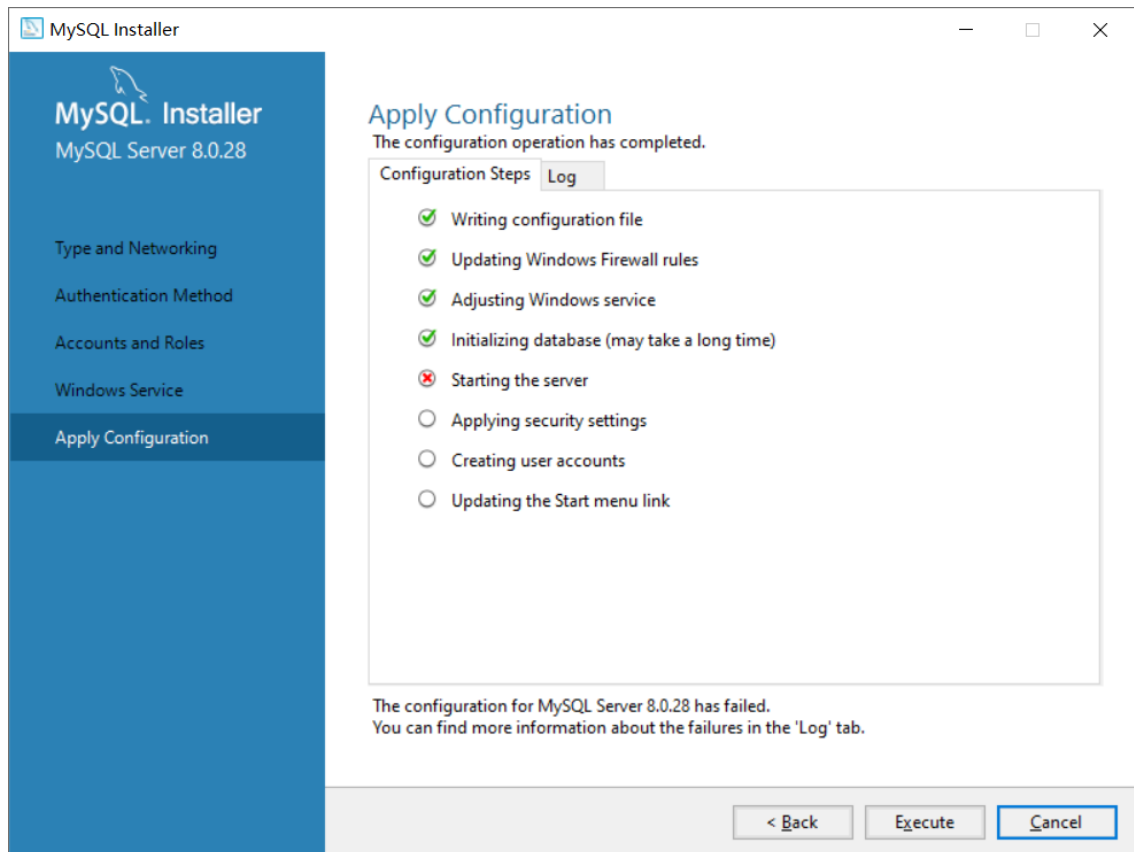 MySQL Installer
MySQL. Installer
MySQL Server 8.0.28
Type and Networking
Authentication Method
Accounts and Roles
Windows Service
Apply Configuration
Apply Configuration
The configuration operation has completed.
Configuration Steps
Log
Writing configuration file
Updating Windows Firewall rules
Adjusting Windows service
Initializing database (may take a long time)
Starting the server
Applying security settings
Creating user accounts
Updating the Start menu link
The configuration for MySQL Server 8.0.28 has failed.
You can find more information about the failures in the 'Log' tab.
< Back
Execute
Cancel